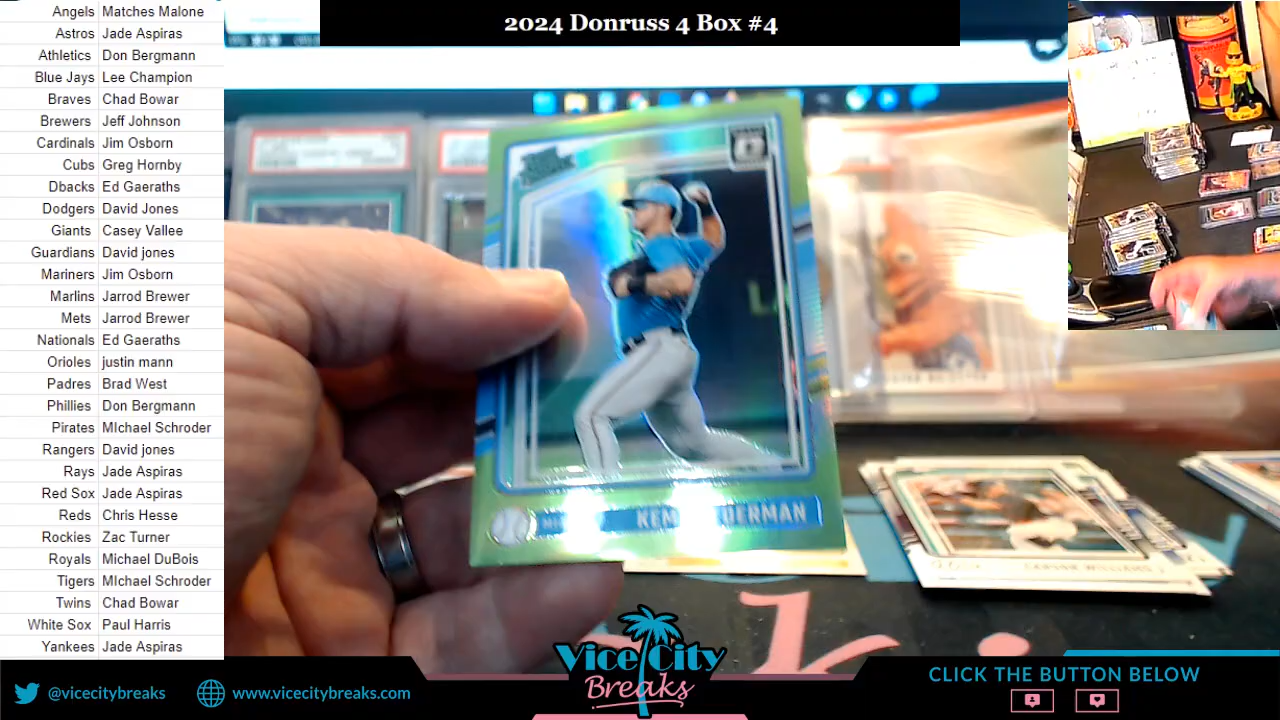 2024 Donruss 4 Box #4
Angels Matches Malone
Astros Jade Aspiras
Athletics Don Bergmann
Blue Jays Lee Champion
Braves Chad Bowar
Brewers Jeff Johnson
Cardinals Jim Osborn
Cubs Greg Hornby
Dbacks Ed Gaeraths
Dodgers David Jones
Giants Casey Vallee
Guardians David jones
Mariners Jim Osborn
Marlins Jarrod Brewer
Mets Jarrod Brewer
Nationals Ed Gaeraths
Orioles justin mann
Padres Brad West
Phillies Don Bergmann
Pirates MIchael Schroder
Rangers David jones
Rays Jade Aspiras
Red Sox Jade Aspiras
Reds Chris Hesse
Rockies Zac Turner
Royals Michael DuBois
Tigers MIchael Schroder
Twins Chad Bowar
White Sox Paul Harris
Yankees Jade Aspiras
WILLIAMS
@vicecitybreaks
www.vicecitybreaks.com
Vice City
Breaks
CLICK THE BUTTON BELOW